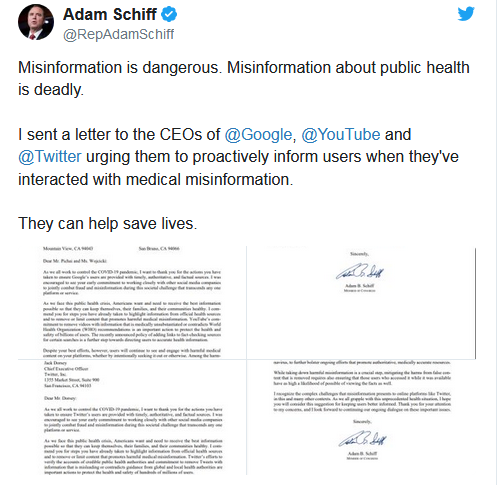 Adam Schiff
@RepAdamSchiff
Misinformation is dangerous. Misinformation about public health
is deadly.
I sent a letter to the CEOs of @Google, @YouTube and
@Twitter urging them to proactively inform users when they've
interacted with medical misinformation.
They can help save lives.
Mountain View, CA 94043 San Bruno, CA 94066
Dear Mr. Pichai and Ms. Wojcicki:
As we all work to control the COVID-19 pandemic, I want to thank you for the actions you have
taken to ensure Google's users are provided with timely, authoritative, and factual sources. I was
encouraged to see your early commitment to working closely with other social media companies
to jointly combat fraud and misinformation during this societal challenge that transcends any one
platform or service.
As we face this public health crisis, Americans want and need to receive the best information
possible so that they can keep themselves, their families, and their communities healthy. I com-
mend you for steps you have already taken to highlight information from official health sources
and to remove or limit content that promotes harmful misinformation. YouTube's com-
mitment to remove videos with information that is medically unsubstantiated or contradicts World
Health Organization (WHO) recommendations is an important action to protect the health and
safety of billions of users. The recently announced policy of adding links to fact-checking sources
for certain searches is a further step towards directing users to accurate health information.
Despite your best efforts, however, users will continue to see and engage with harmful medical
content on your platforms, whether by intentionally seeking it out or otherwise. Among the harm-
Sincerely,
Adam B. Schiff
Member of Congress
Jack Dorsey
Chief Executive Officer
Twitter, Inc.
1355 Market Street, Suite 900
San Francisco, CA 94103
Dear Mr. Dorsey:
As we all work to control the COVID-19 pandemic, I want to thank you for the actions you have
taken to ensure Twitter's users are provided with timely, authoritative, and factual sources. I was
encouraged to see your early commitment to working closely with other social media companies
to jointly combat fraud and misinformation during this societal challenge that transcends any one
platform or service.
As we face this public health crisis, Americans want and need to receive the best information
possible so that they can keep themselves, their families, and their communities healthy. I com-
mend you for steps you have already taken to highlight information from official health sources
and to remove or limit content that promotes harmful medical misinformation. Twitter's efforts to
verify the accounts of credible public health authorities and commitment to remove Tweets with
information that is misleading or contradicts guidance from global and local health authorities are
important actions to protect the health and safety of hundreds of millions of users.
to further bolster ongoing efforts that promote authoritative, medically accurate resources.
While taking down harmful misinformation is a crucial step, mitigating the harms from false con-
tent that is removed requires also ensuring that those users who accessed it while it was available
have as high a likelihood of possible of viewing the facts as well.
I recognize the complex challenges that misinformation presents to online platforms like Twitter,
in this and many other contexts. As we all grapple with this unprecedented health situation, I hope
you will consider this suggestion for keeping users better informed. Thank you for your attention
to my concerns, and I look forward to continuing our ongoing dialogue on these important issues.
Sincerely,
Adam B. Schiff
Member of Congress